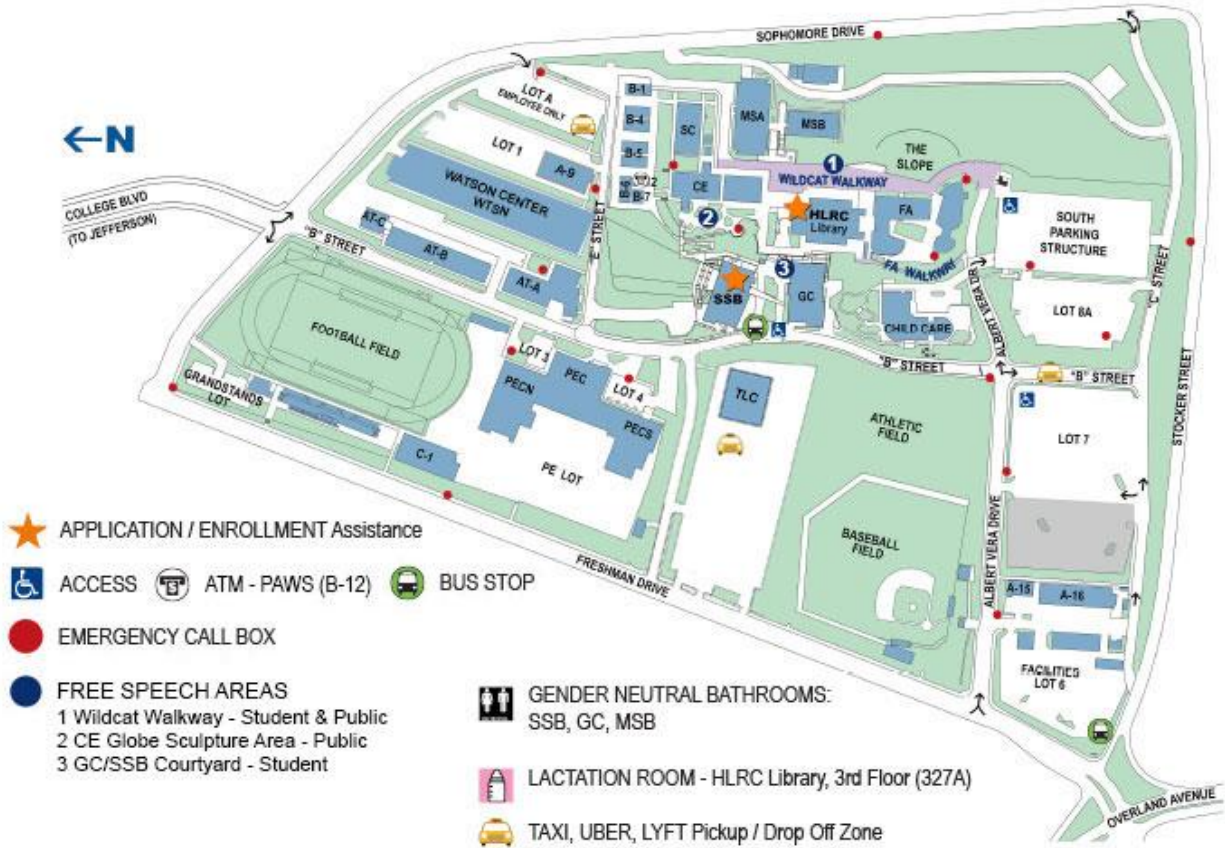 SOPHOMORE DRIVE
LOT A
EMPLOYEE ONLY
←N
LOT 1
A-9
B-1
B-4
B-5
B-6
B-7
2
SC
MSA
MSB
THE
SLOPE
1
WILDCAT WALKWAY
WATSON CENTER
WTSN
COLLEGE BLVD
(TO JEFFERSON)
"B" STREET
AT-C
AT-B
AT-A
'E' STREET
CE
2
HLRC
Library
FA
FA WALKWAY
SOUTH
PARKING
STRUCTURE
"C" STREET
STOCKER STREET
3
SSB
GC
CHILD CARE
ALBERT VERA DR
LOT 8A
FOOTBALL FIELD
LOT 3
GRANDSTANDS
LOT
PECN
PEC
LOT 4
PECS
TLC
"B" STREET
"B" STREET
ATHLETIC
FIELD
LOT 7
C-1
PE LOT
FRESHMAN DRIVE
BASEBALL
FIELD
ALBERT VERA DRIVE
A-15
A-16
FACILITIES
LOT 6
OVERLAND AVENUE
APPLICATION / ENROLLMENT Assistance
ACCESS
$
ATM - PAWS (B-12)
BUS STOP
EMERGENCY CALL BOX
FREE SPEECH AREAS
1 Wildcat Walkway - Student & Public
2 CE Globe Sculpture Area - Public
3 GC/SSB Courtyard - Student
GENDER NEUTRAL BATHROOMS:
SSB, GC, MSB
LACTATION ROOM - HLRC Library, 3rd Floor (327A)
TAXI, UBER, LYFT Pickup / Drop Off Zone